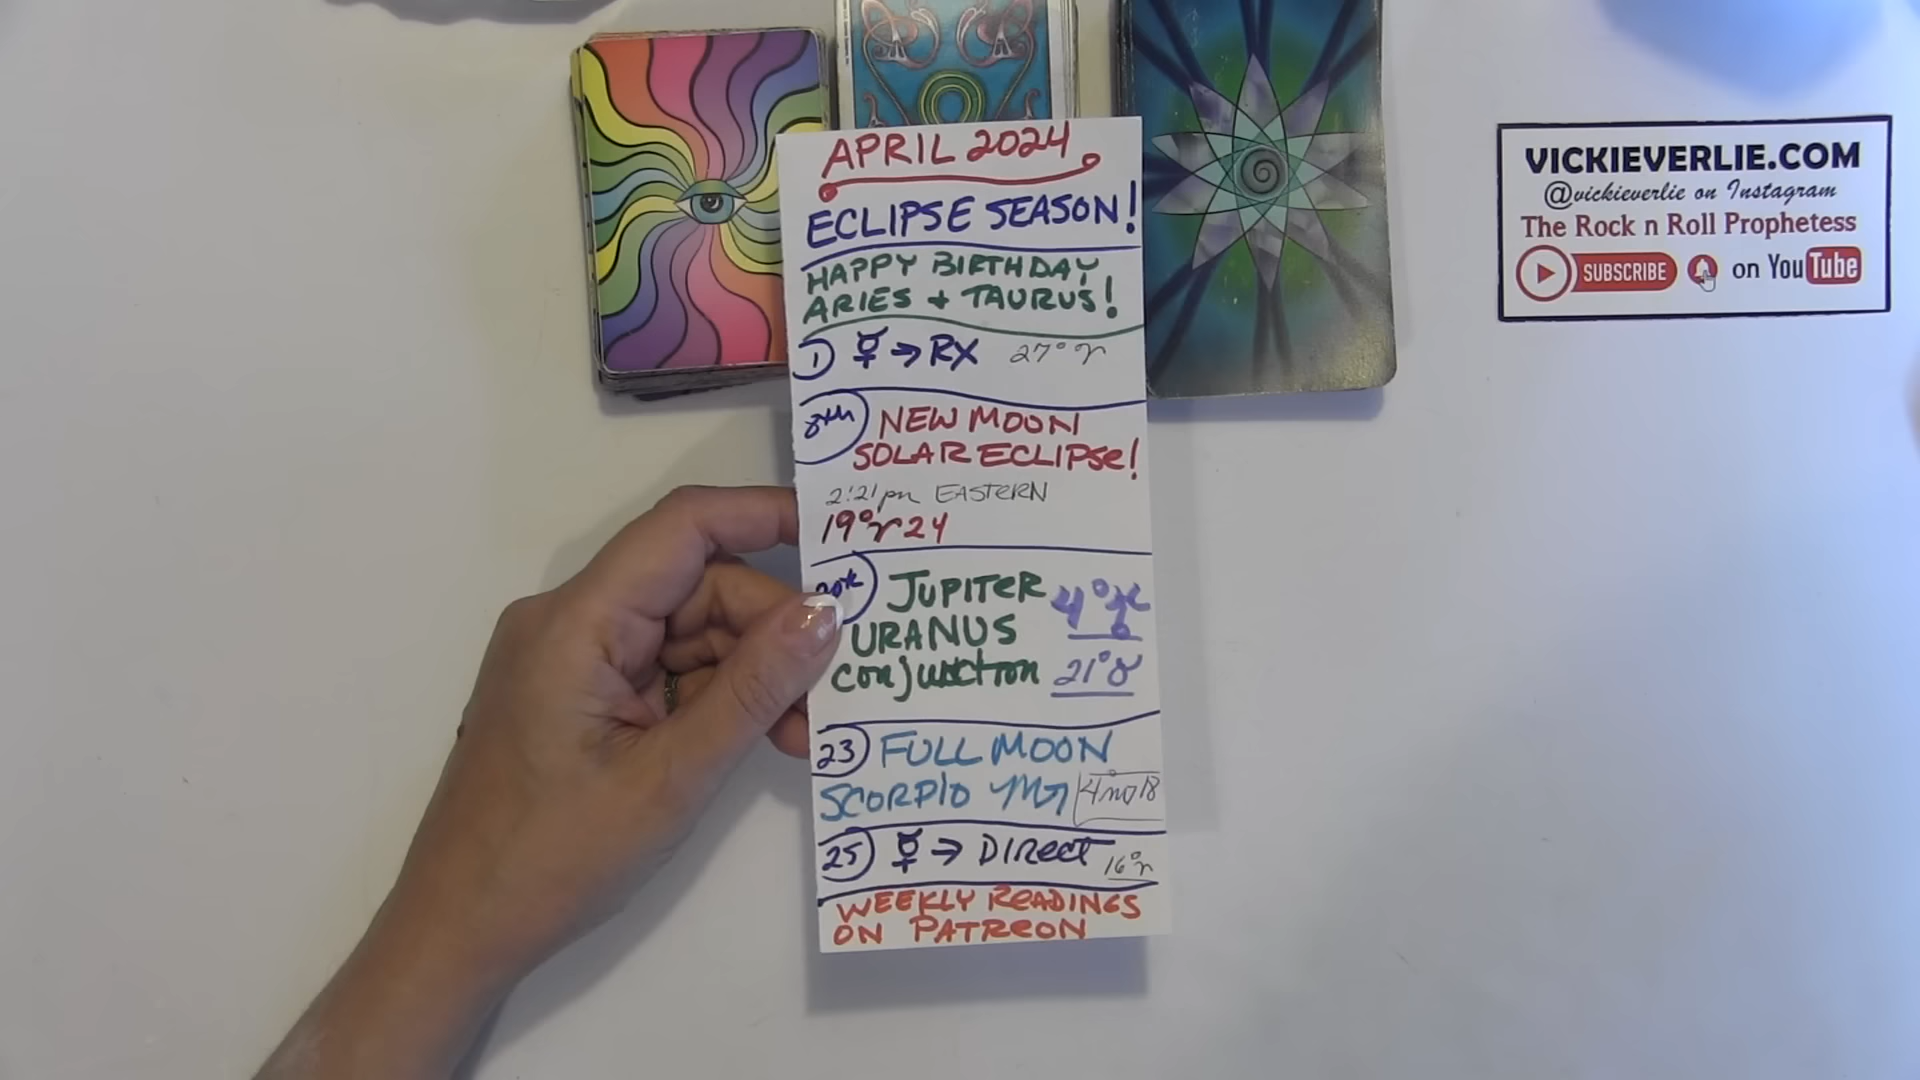 APRIL 2024
ECLIPSE SEASON!
HAPPY BIRTHDAY
ARIES + TAURUS!
1 ☿ → RX 27° ♈
8th NEW MOON
SOLAR ECLIPSE!
2:21pm EASTERN
19° ♈ 24
20th JUPITER
URANUS
conjunction 21° ♉
23 FULL MOON
SCORPIO ♏ 4° ♏ 18
25 ☿ → DIRECT 16° ♈
WEEKLY READINGS
ON PATREON
VICKIEVERLIE.COM
@vickieverlie on Instagram
The Rock n Roll Prophetess
SUBSCRIBE on YouTube